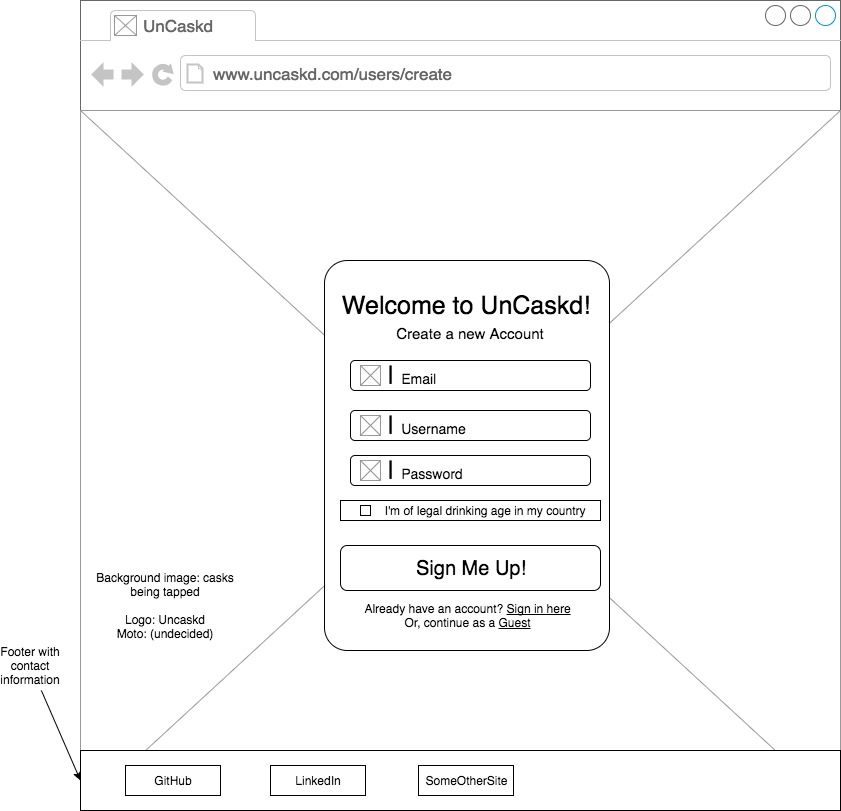 UnCaskd
www.uncaskd.com/users/create
Welcome to UnCaskd!
Create a new Account
Email
Username
Password
I'm of legal drinking age in my country
Sign Me Up!
Already have an account? Sign in here
Or, continue as a Guest
Background image: casks
being tapped
Logo: Uncaskd
Moto: (undecided)
Footer with
contact
information
GitHub
LinkedIn
SomeOtherSite